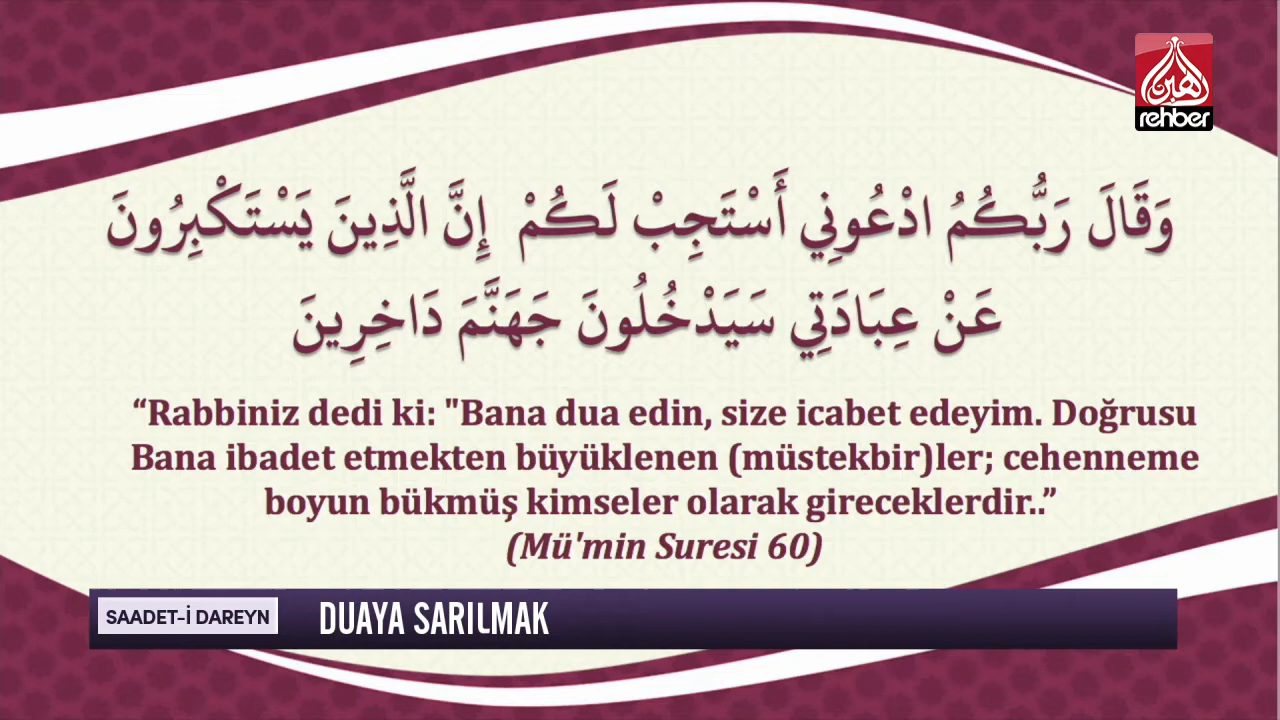 رهبر
rehber
وَقَالَ رَبُّكُمُ ادْعُونِي أَسْتَجِبْ لَكُمْ إِنَّ الَّذِينَ يَسْتَكْبِرُونَ
عَنْ عِبَادَتِي سَيَدْخُلُونَ جَهَنَّمَ دَاخِرِينَ
“Rabbiniz dedi ki: "Bana dua edin, size icabet edeyim. Doğrusu
Bana ibadet etmekten büyüklenen (müstekbir)ler; cehenneme
boyun bükmüş kimseler olarak gireceklerdir..”
(Mü'min Suresi 60)
SAADET-İ DAREYN
DUAYA SARILMAK